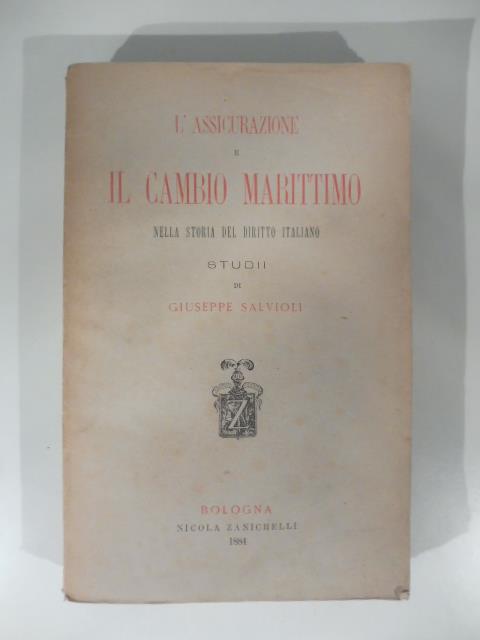 L' ASSICURAZIONE
E
IL CAMBIO MARITTIMO
NELLA STORIA DEL DIRITTO ITALIANO
STUDII
DI
GIUSEPPE SALVIOLI
Z
BOLOGNA
NICOLA ZANICHELLI
1884